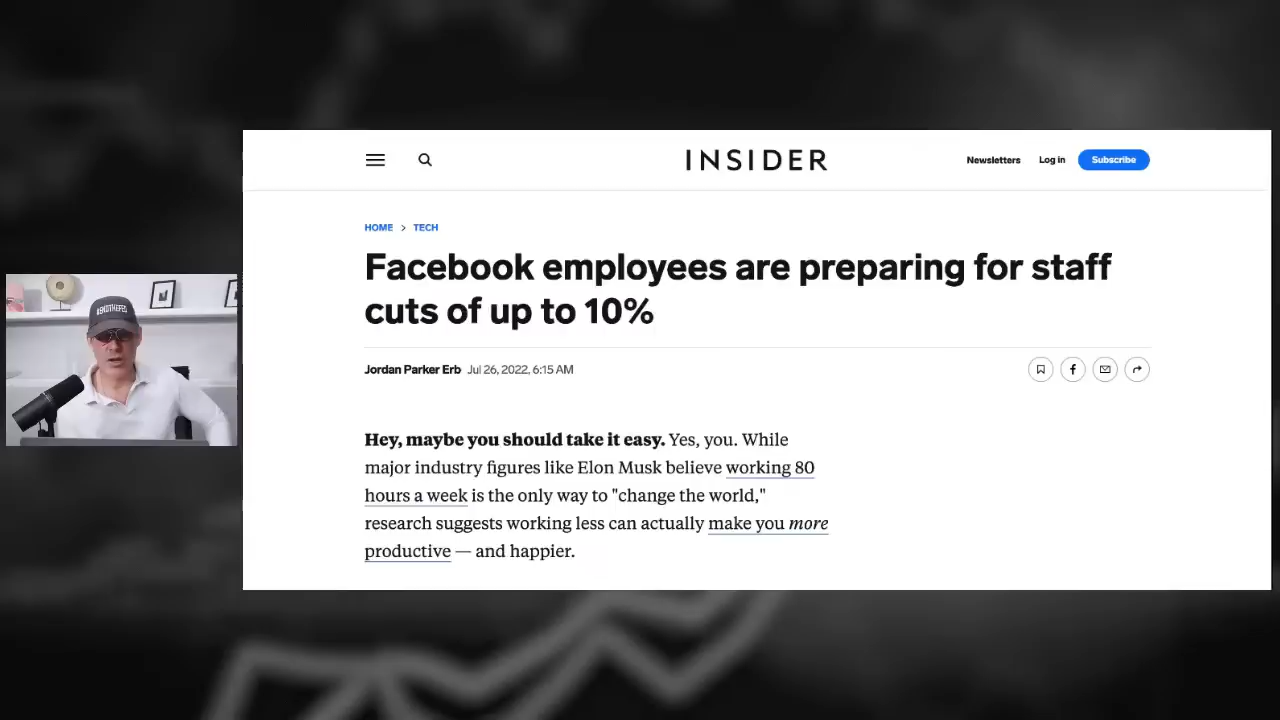 INSIDER
Newsletters
Log in
Subscribe
HOME > TECH
Facebook employees are preparing for staff
cuts of up to 10%
Jordan Parker Erb Jul 26, 2022, 6:15 AM
Hey, maybe you should take it easy. Yes, you. While
major industry figures like Elon Musk believe working 80
hours a week is the only way to "change the world,"
research suggests working less can actually make you more
productive — and happier.
#ENDTHEFED